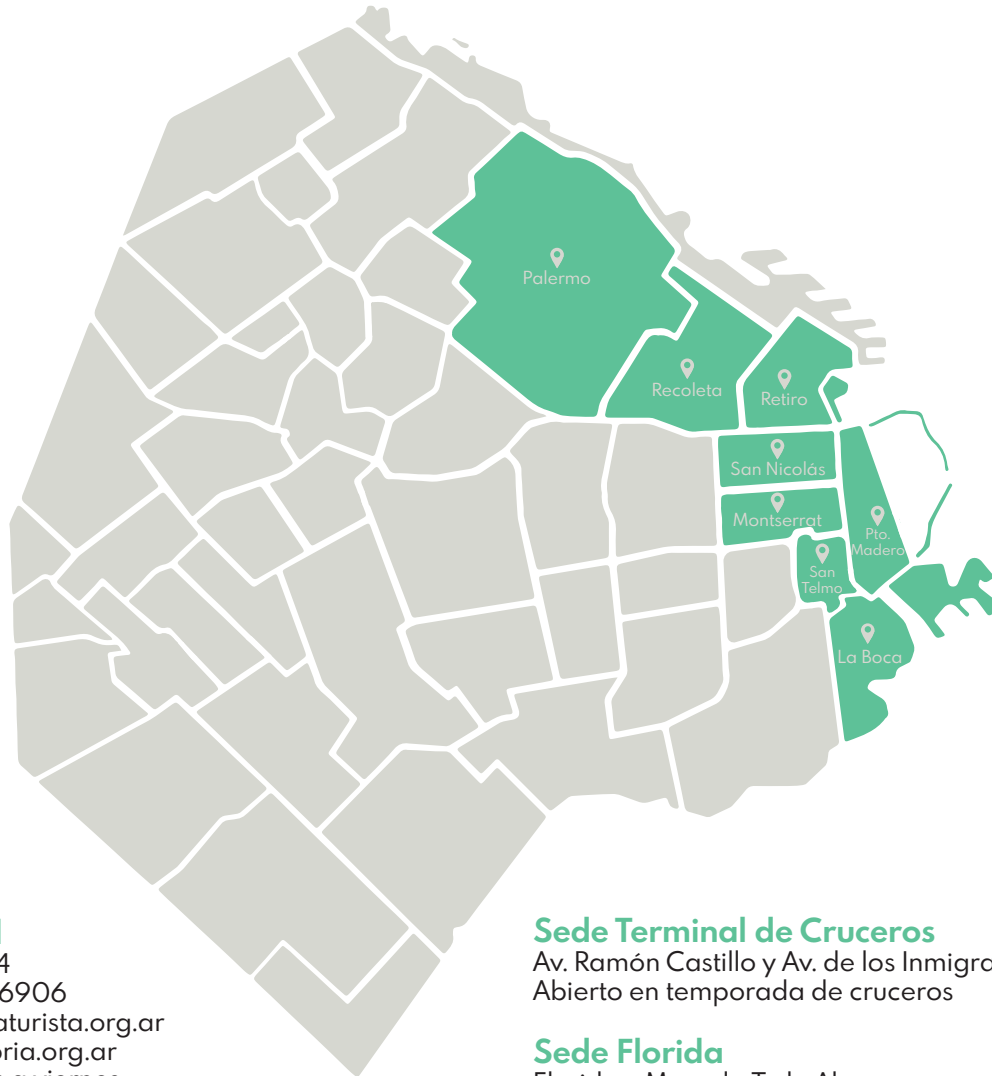 Palermo
Recoleta
Retiro
San Nicolás
Montserrat
Pto.
Madero
San
Telmo
La Boca
4
6906
aturista.org.ar
oria.org.ar
Sede Terminal de Cruceros
Av. Ramón Castillo y Av. de los Inmigra
Abierto en temporada de cruceros
Sede Florida